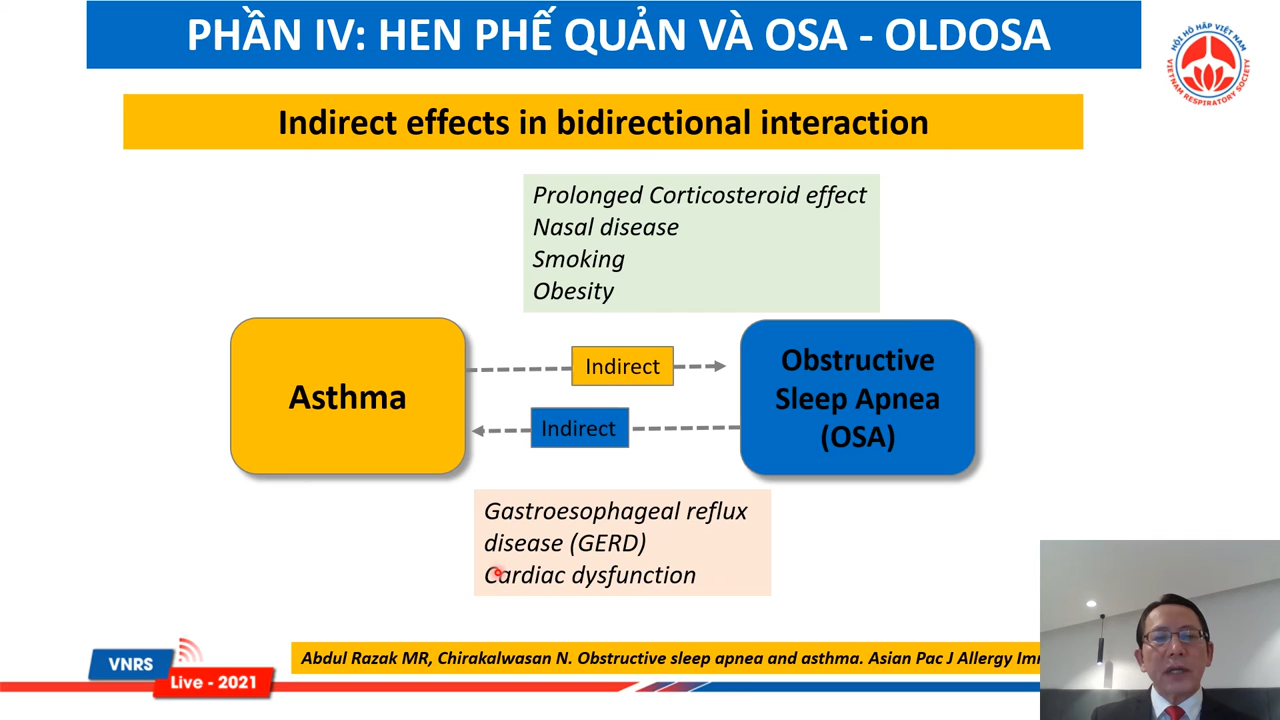 PHẦN IV: HEN PHẾ QUẢN VÀ OSA - OLDOSA
HỘI HÔ HẤP VIỆT NAM
VIETNAM RESPIRATORY SOCIETY
Indirect effects in bidirectional interaction
Prolonged Corticosteroid effect
Nasal disease
Smoking
Obesity
Asthma
Indirect
Indirect
Obstructive
Sleep Apnea
(OSA)
Gastroesophageal reflux
disease (GERD)
Cardiac dysfunction
VNRS
Live - 2021
Abdul Razak MR, Chirakalwasan N. Obstructive sleep apnea and asthma. Asian Pac J Allergy